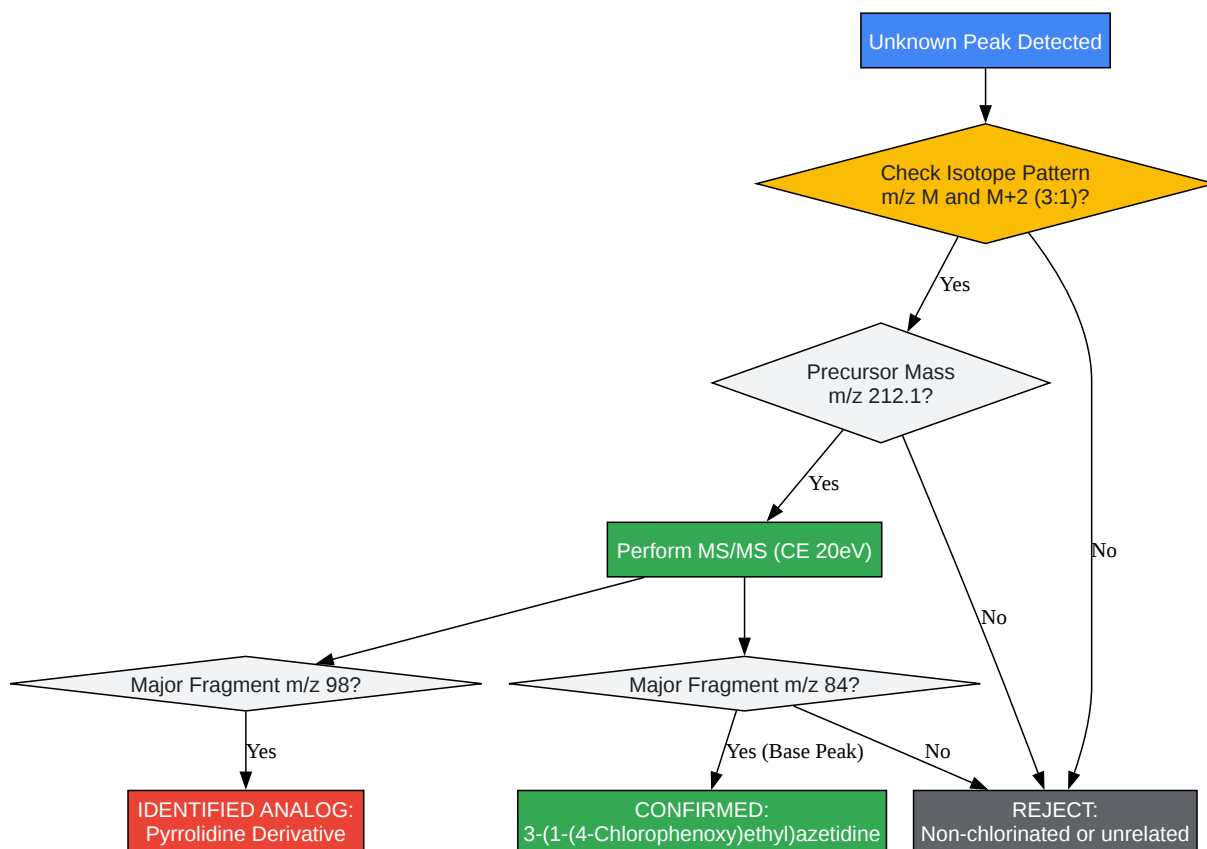 Unknown Peak Detected
Check Isotope Pattern
m/z M and M+2 (3:1)?
Yes
Precursor Mass
m/z 212.1?
Yes
No
Perform MS/MS (CE 20eV)
No
Major Fragment m/z 98?
Major Fragment m/z 84?
Yes
Yes (Base Peak)
No
IDENTIFIED ANALOG:
Pyrrolidine Derivative
CONFIRMED:
3-(1-(4-Chlorophenoxy)ethyl)azetidine
REJECT:
Non-chlorinated or unrelated